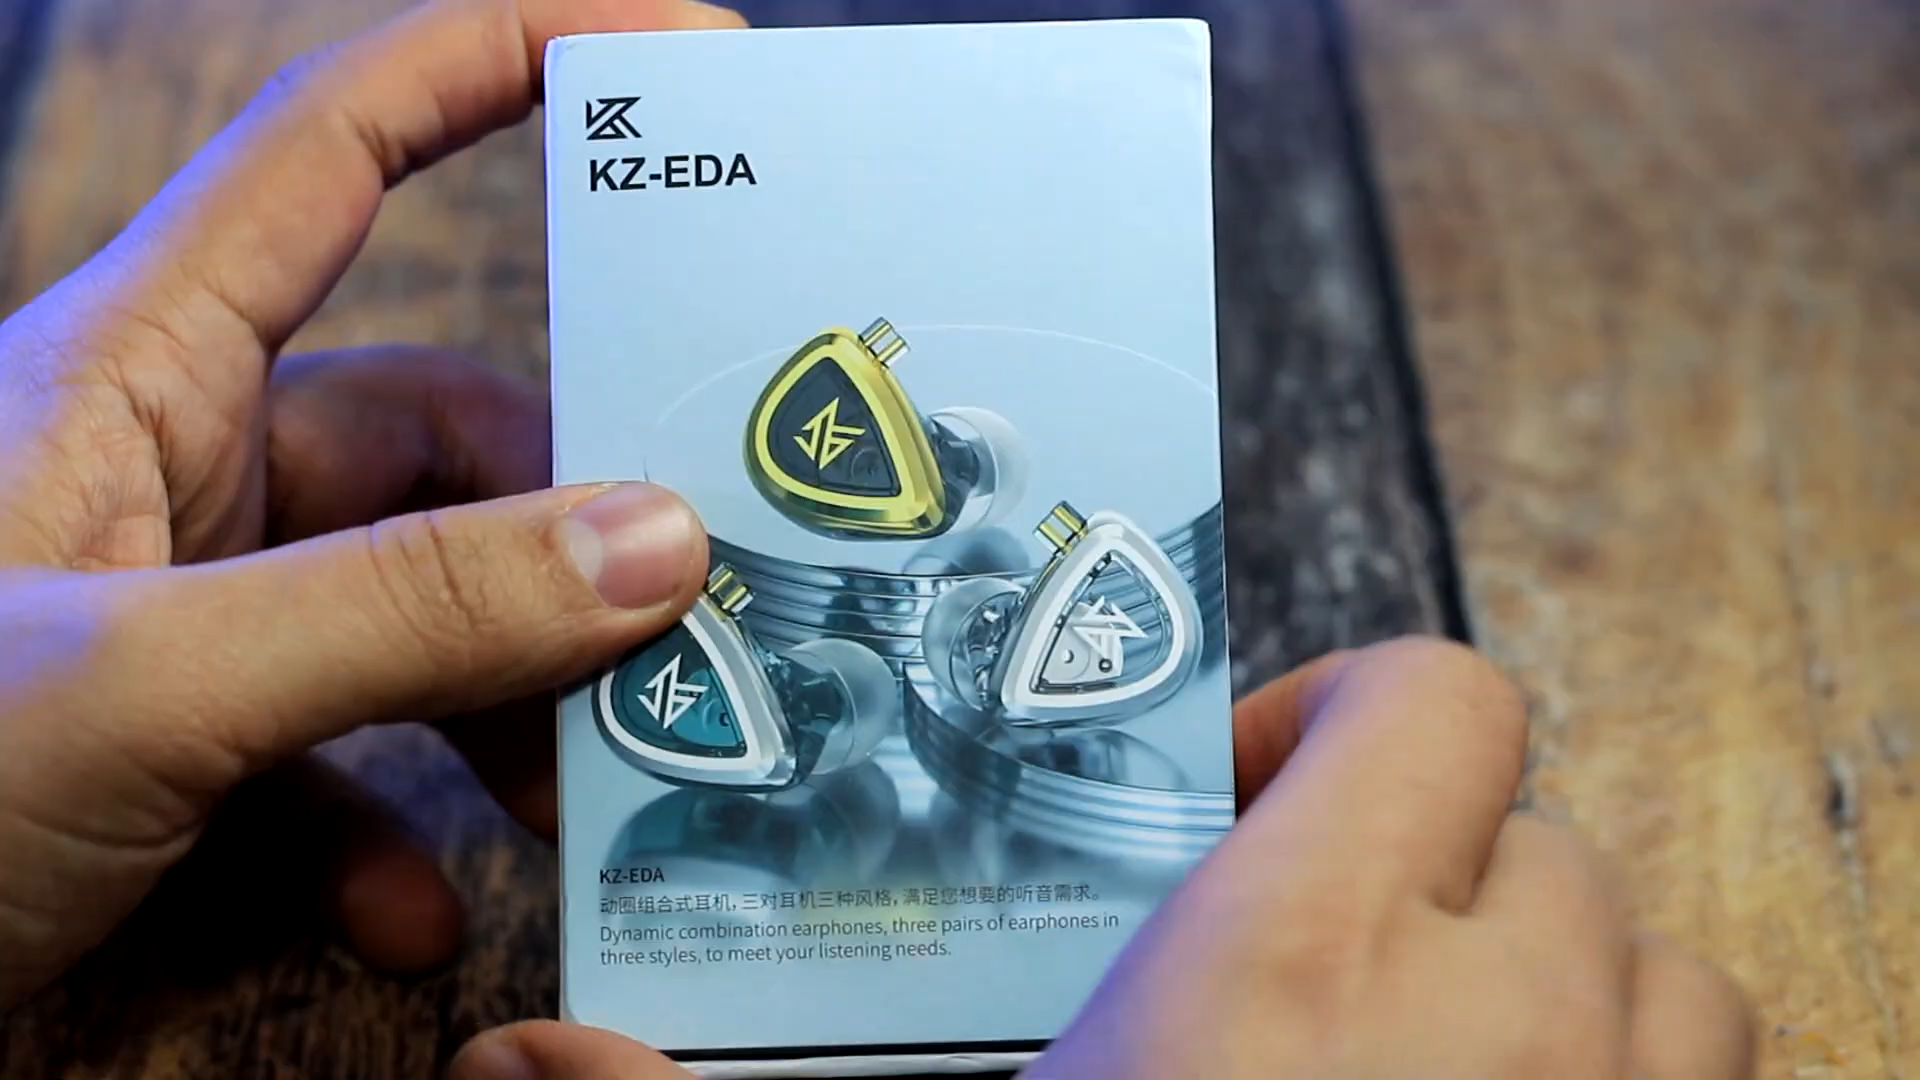 KZ
KZ-EDA
KZ-EDA
动圈组合式耳机，三对耳机三种风格，满足您想要的听音需求。
Dynamic combination earphones, three pairs of earphones in
three styles, to meet your listening needs.